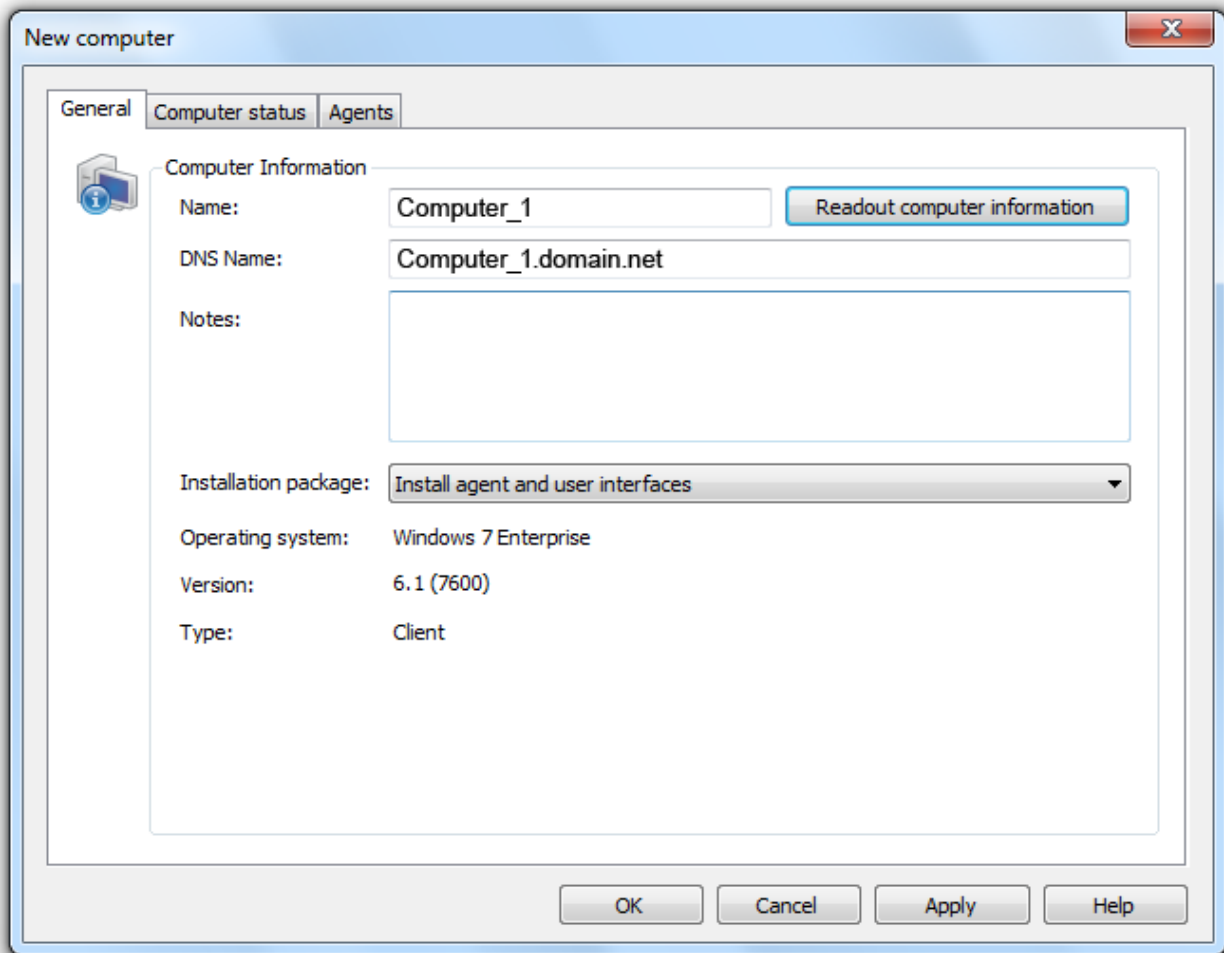 New computer
General Computer status Agents
Computer Information
Name: Computer_1 Readout computer information
DNS Name: Computer_1.domain.net
Notes:
Installation package: Install agent and user interfaces
Operating system: Windows 7 Enterprise
Version: 6.1 (7600)
Type: Client
OK Cancel Apply Help